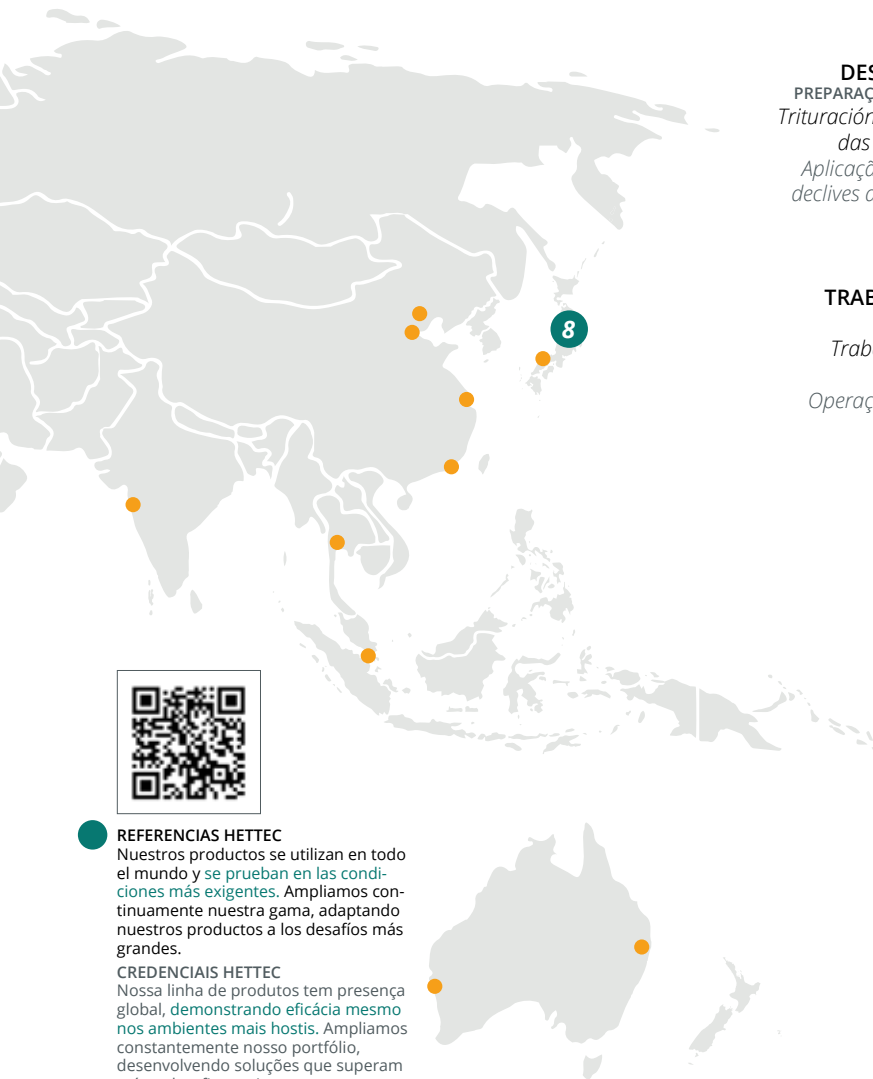 DES
PREPARAÇ
Trituración
das
Aplicaçã
declives d
TRAB
Trab
Operaç
8
REFERENCIAS HETTEC
Nuestros productos se utilizan en todo
el mundo y se prueban en las condi-
ciones más exigentes. Ampliamos con-
tinuamente nuestra gama, adaptando
nuestros productos a los desafíos más
grandes.
CREDENCIAIS HETTEC
Nossa linha de produtos tem presença
global, demonstrando eficácia mesmo
nos ambientes mais hostis. Ampliamos
constantemente nosso portfólio,
desenvolvendo soluções que superam